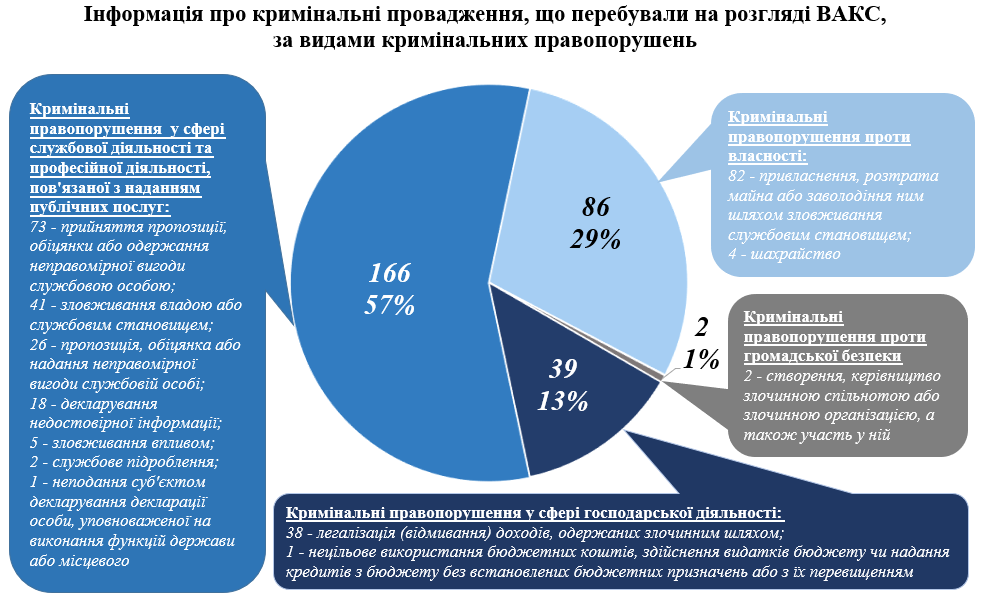 Інформація про кримінальні провадження, що перебували на розгляді ВАКС,
за видами кримінальних правопорушень
Кримінальні
правопорушення у сфері
службової діяльності та
професійної діяльності,
пов'язаної з наданням
публічних послуг:
73 - прийняття пропозиції,
обіцянки або одержання
неправомірної вигоди
службовою особою;
41 - зловживання владою або
службовим становищем;
26 - пропозиція, обіцянка або
надання неправомірної
вигоди службовій особі;
18 - декларування
недостовірної інформації;
5 - зловживання впливом;
2 - службове підроблення;
1 - неподання суб'єктом
декларування декларації
особи, уповноваженої на
виконання функцій держави
або місцевого
166
57%
86
29%
2
1%
39
13%
Кримінальні
правопорушення проти
власності:
82 - привласнення, розтрата
майна або заволодіння ним
шляхом зловживання
службовим становищем;
4 - шахрайство
Кримінальні
правопорушення проти
громадської безпеки
2 - створення, керівництво
злочинною спільнотою або
злочинною організацією, а
також участь у ній
Кримінальні правопорушення у сфері господарської діяльності:
38 - легалізація (відмивання) доходів, одержаних злочинним шляхом;
1 - нецільове використання бюджетних коштів, здійснення видатків бюджету чи надання
кредитів з бюджету без встановлених бюджетних призначень або з їх перевищенням